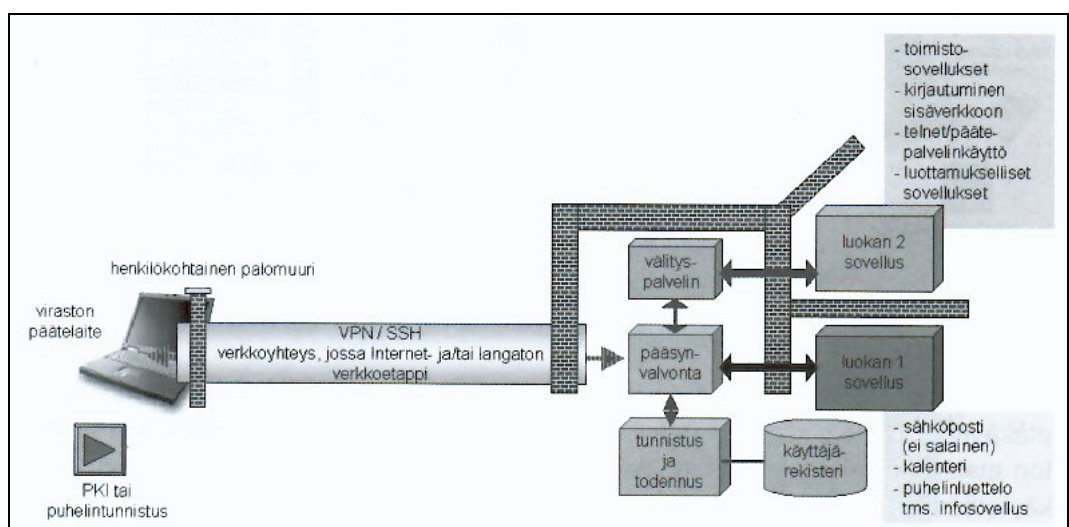 - toimisto-
sovellukset
- kirjautuminen
sisäverkkoon
- telnet/pääte-
palvelinkäyttö
- luottamukselliset
sovellukset
luokan 2
sovellus
välitys-
palvelin
henkilökohtainen palomuuri
viraston
päätelaite
VPN / SSH
verkkoyhteys, jossa Internet- ja/tai langaton
verkkoetappi
pääsyn-
valvonta
luokan 1
sovellus
tunnistus
ja
todennus
käyttäjä-
rekisteri
- sähköposti
(ei salainen)
- kalenteri
- puhelinluettelo
tms. infosovellus
PKI tai
puhelintunnistus